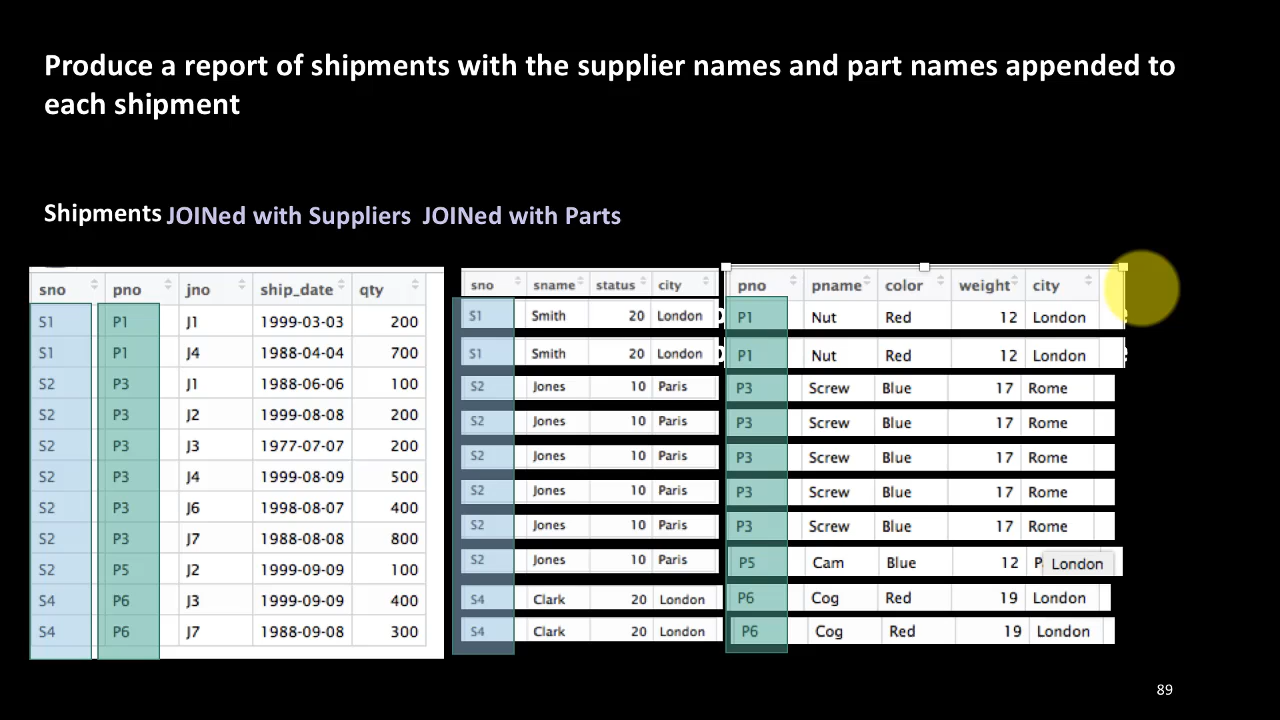 Produce a report of shipments with the supplier names and part names appended to
each shipment
Shipments JOINed with Suppliers JOINed with Parts
sno pno jno ship_date qty
S1 P1 J1 1999-03-03 200
S1 P1 J4 1988-04-04 700
S2 P3 J1 1988-06-06 100
S2 P3 J2 1999-08-08 200
S2 P3 J3 1977-07-07 200
S2 P3 J4 1999-08-09 500
S2 P3 J6 1998-08-07 400
S2 P3 J7 1988-08-08 800
S2 P5 J2 1999-09-09 100
S4 P6 J3 1999-09-09 400
S4 P6 J7 1988-09-08 300
sno sname status city
S1 Smith 20 London
S1 Smith 20 London
S2 Jones 10 Paris
S2 Jones 10 Paris
S2 Jones 10 Paris
S2 Jones 10 Paris
S2 Jones 10 Paris
S2 Jones 10 Paris
S4 Clark 20 London
S4 Clark 20 London
pno pname color weight city
P1 Nut Red 12 London
P1 Nut Red 12 London
P3 Screw Blue 17 Rome
P3 Screw Blue 17 Rome
P3 Screw Blue 17 Rome
P3 Screw Blue 17 Rome
P3 Screw Blue 17 Rome
P5 Cam Blue 12 London
P6 Cog Red 19 London
P6 Cog Red 19 London
89